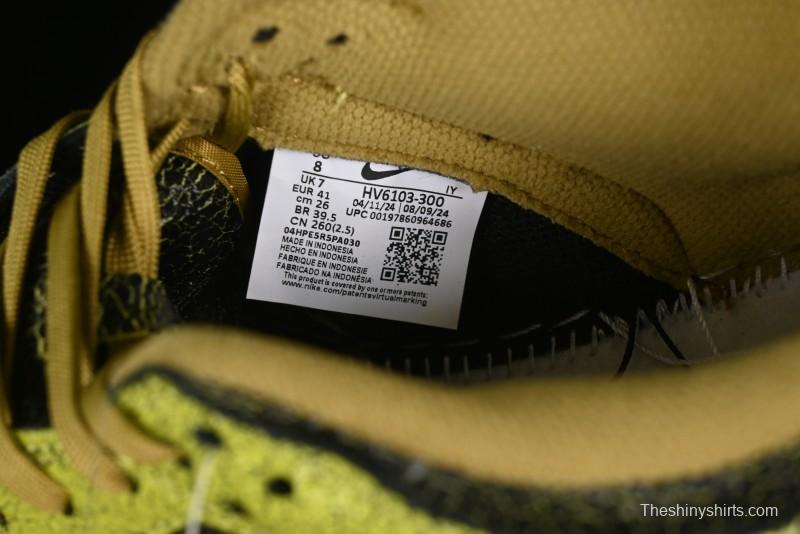 8
UK 7
EUR 41
cm 26
BR 39.5
CN 260(2.5)
04HPE5R5PA030
MADE IN INDONESIA
HECHO EN INDONESIA
FABRIQUE EN INDONESIE
FABRICADO NA INDONÉSIA
This product is covered by one or more patents:
www.nike.com/patentsvirtualmarking
IY
HV6103-300
04/11/24 08/09/24
UPC 00197860964686
Theshinyshirts.com